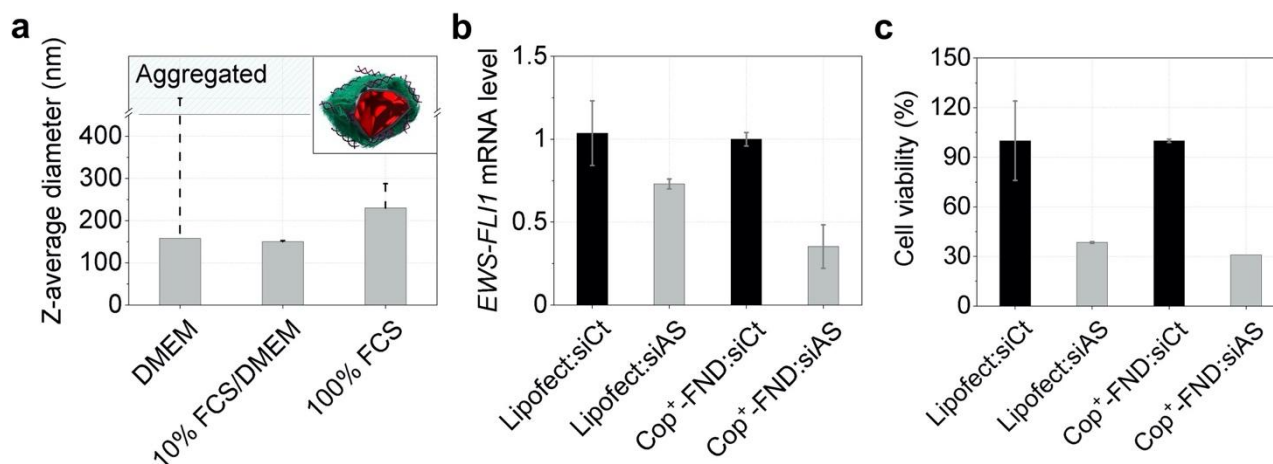 a
Z-average diameter (nm)
Aggregated
400
300
200
150
100
50
0
DMEM
10% FCS/DMEM
100% FCS
b
EWS-FLI1 mRNA level
1.5
1
0.5
0
Lipofect:siCt
Lipofect:siAS
Cop⁺-FND:siCt
Cop⁺-FND:siAS
c
Cell viability (%)
150
120
90
60
30
0
Lipofect:siCt
Lipofect:siAS
Cop⁺-FND:siCt
Cop⁺-FND:siAS